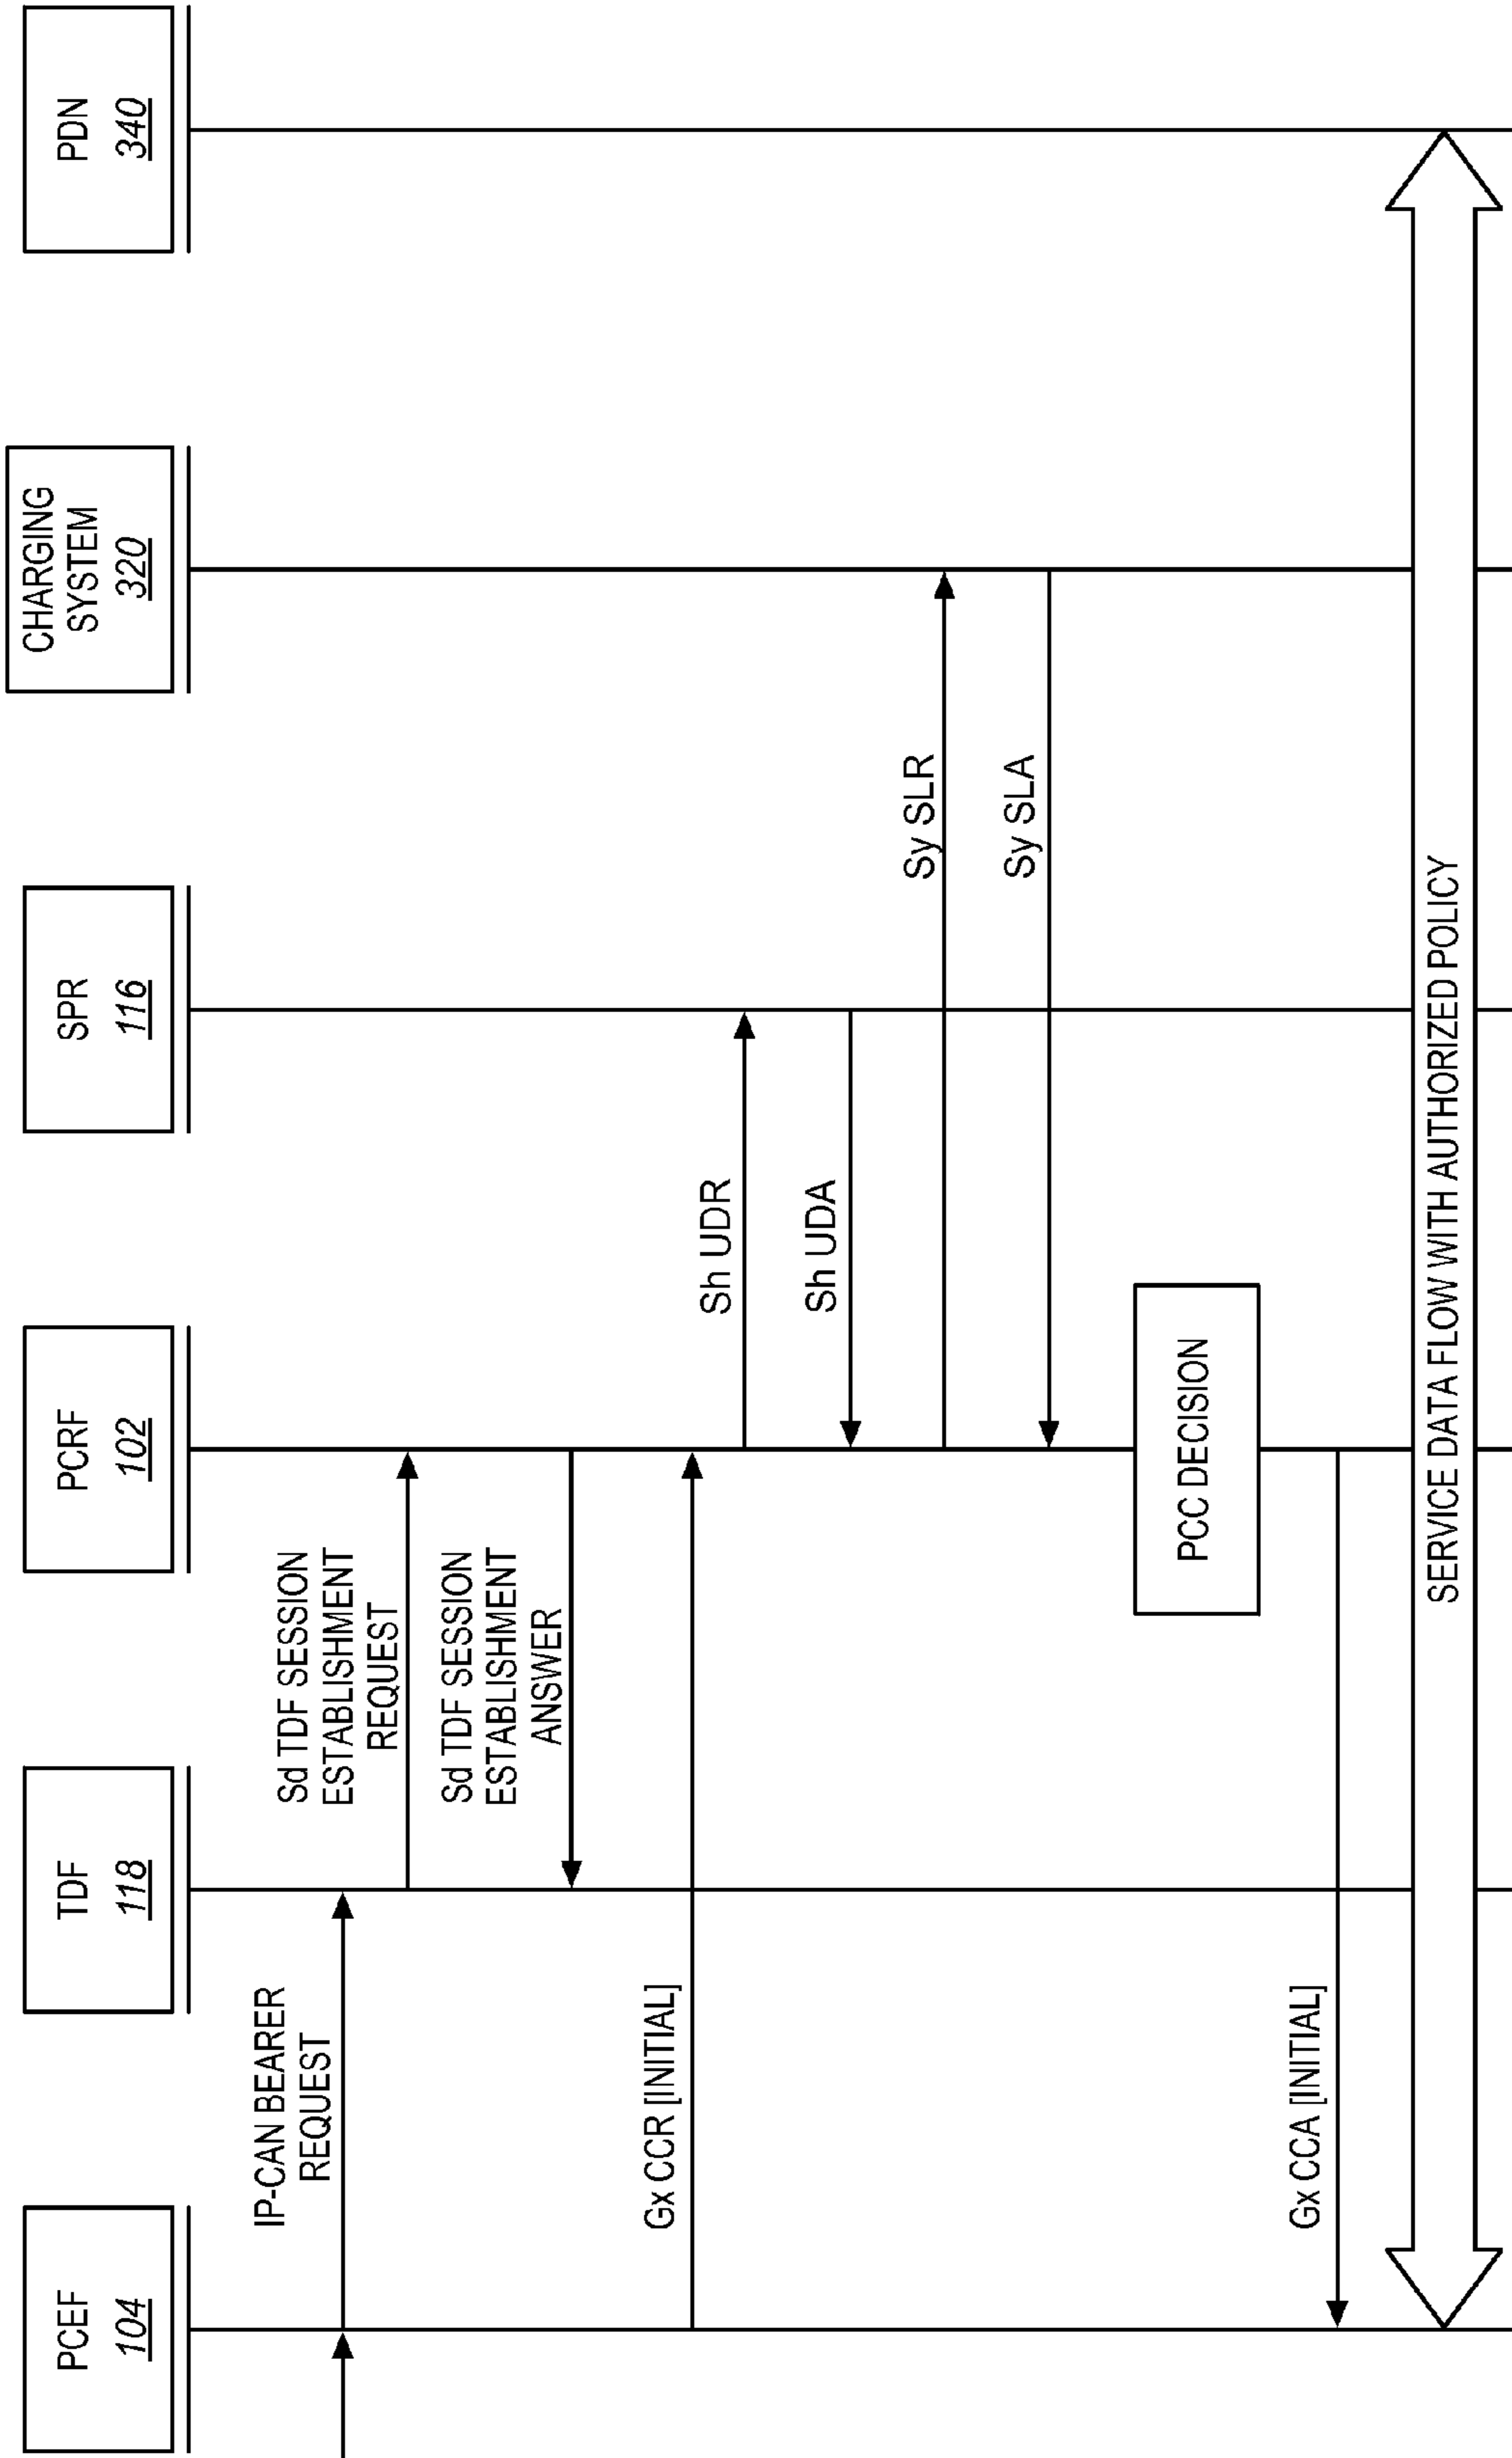 PCEF
104
TDF
118
PCRF
102
SPR
116
CHARGING
SYSTEM
320
PDN
340
IP-CAN BEARER
REQUEST
Sd TDF SESSION
ESTABLISHMENT
REQUEST
Sd TDF SESSION
ESTABLISHMENT
ANSWER
Gx CCR [INITIAL]
Sh UDR
Sh UDA
Sy SLR
Sy SLA
PCC DECISION
Gx CCA [INITIAL]
SERVICE DATA FLOW WITH AUTHORIZED POLICY